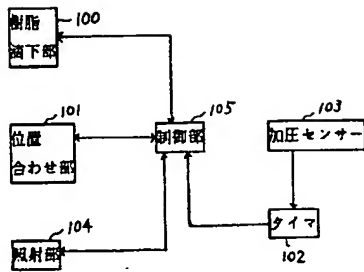 100
樹脂
滴下部
101
位置
合わせ部
105
制御部
103
加圧センサー
104
照射部
タイマ
102